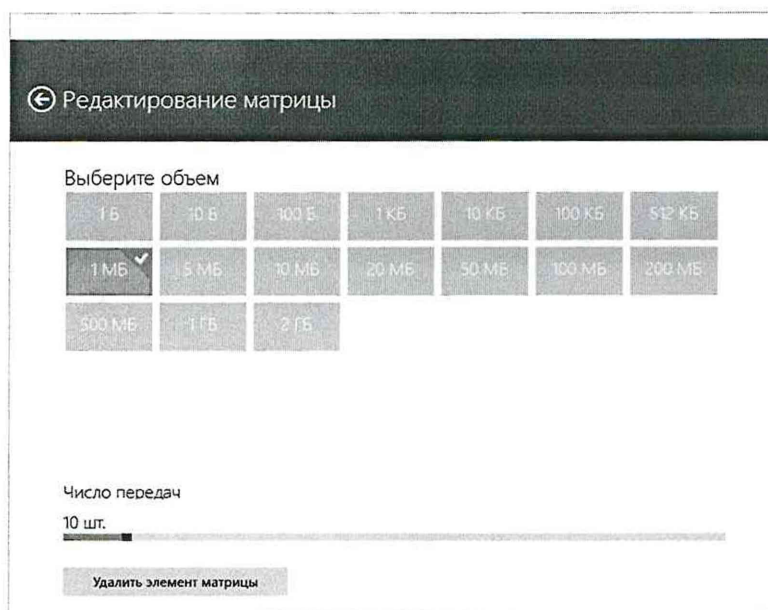 Редактирование матрицы
Выберите объем
1 Б 10 Б 100 Б 1 КБ 10 КБ 100 КБ 512 КБ
1 МБ 5 МБ 10 МБ 20 МБ 50 МБ 100 МБ 200 МБ
500 МБ 1 ГБ 2 ГБ
Число передач
10 шт.
Удалить элемент матрицы